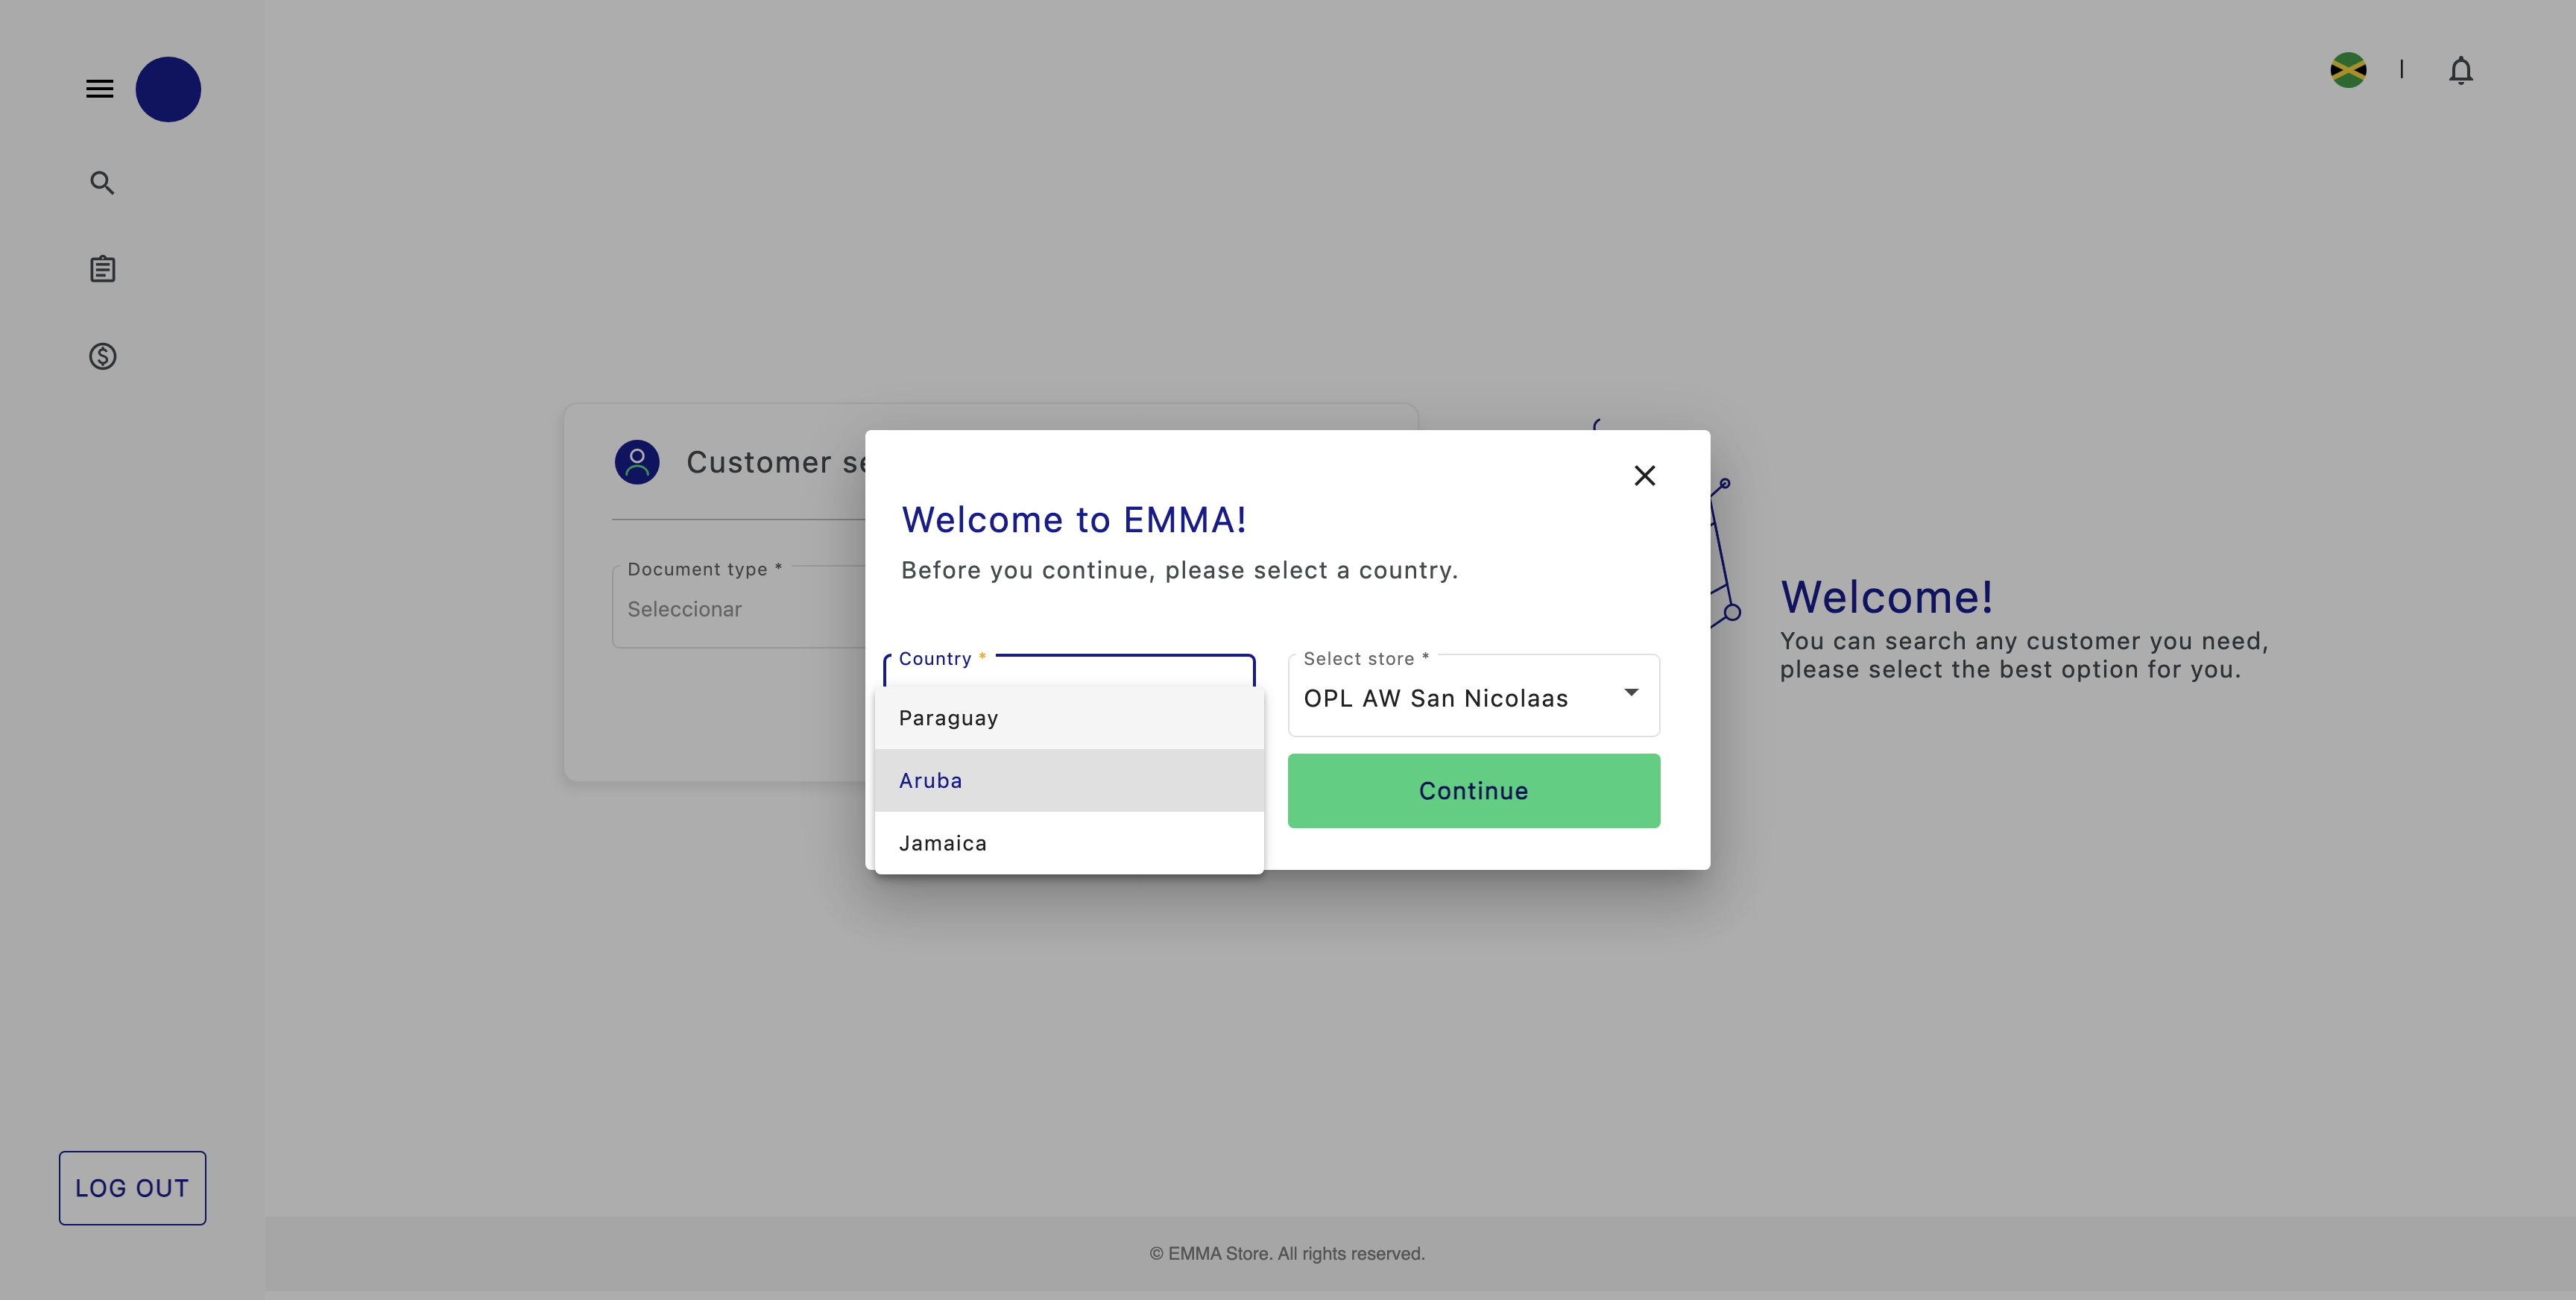 Customer se
Document type *
Seleccionar
Welcome to EMMA!
Before you continue, please select a country.
Country *
Paraguay
Aruba
Jamaica
Select store *
OPL AW San Nicolaas
Continue
Welcome!
You can search any customer you need,
please select the best option for you.
LOG OUT
© EMMA Store. All rights reserved.